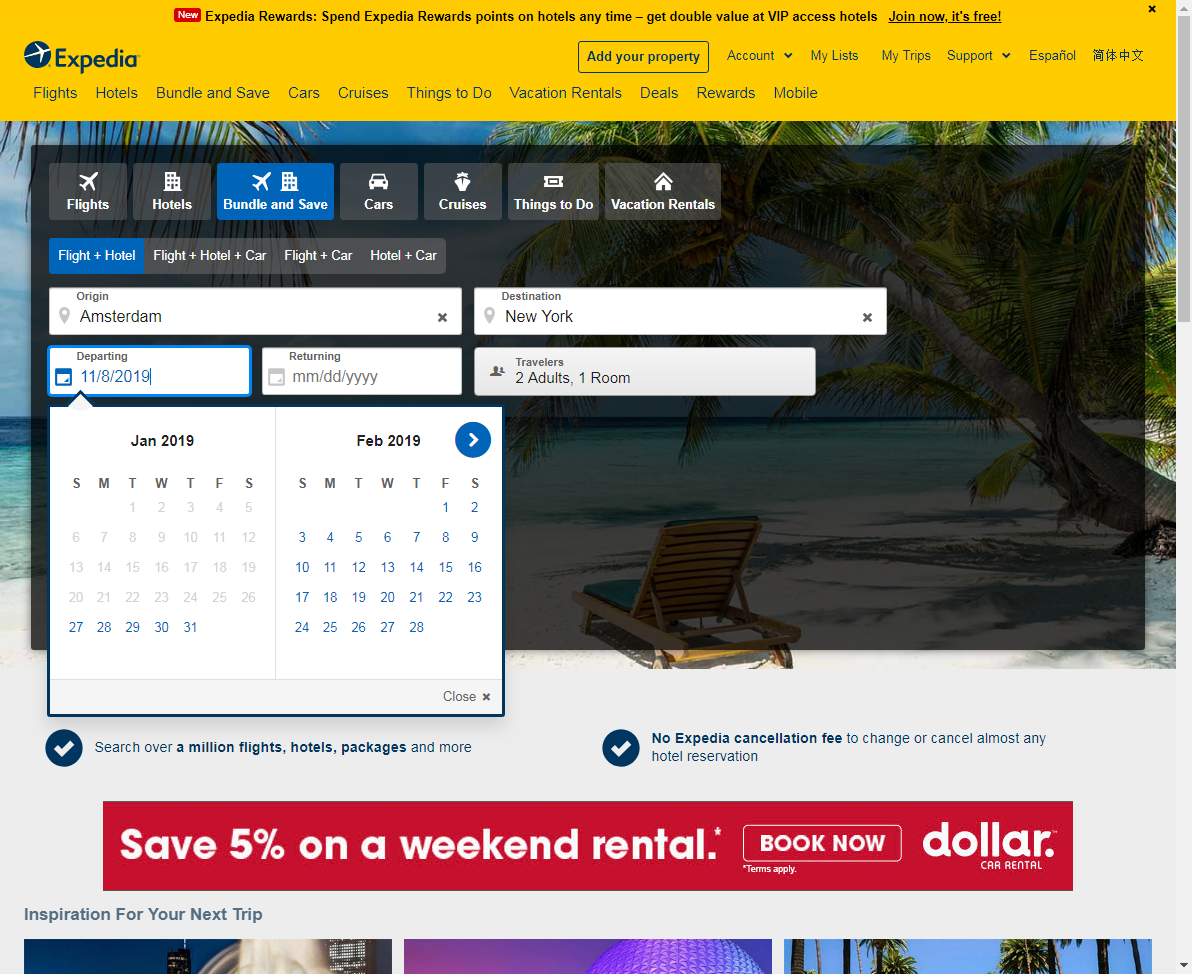 New Expedia Rewards: Spend Expedia Rewards points on hotels any time – get double value at VIP access hotels Join now, it's free!
Expedia
Add your property Account My Lists My Trips Support Español 简体中文
Flights Hotels Bundle and Save Cars Cruises Things to Do Vacation Rentals Deals Rewards Mobile
Flights Hotels Bundle and Save Cars Cruises Things to Do Vacation Rentals
Flight + Hotel Flight + Hotel + Car Flight + Car Hotel + Car
Origin Destination
Amsterdam New York
Departing Returning Travelers
11/8/2019 mm/dd/yyyy 2 Adults, 1 Room
Jan 2019 Feb 2019
S M T W T F S S M T W T F S
1 2 3 4 5 1 2
6 7 8 9 10 11 12 3 4 5 6 7 8 9
13 14 15 16 17 18 19 10 11 12 13 14 15 16
20 21 22 23 24 25 26 17 18 19 20 21 22 23
27 28 29 30 31 24 25 26 27 28
Close
Search over a million flights, hotels, packages and more
No Expedia cancellation fee to change or cancel almost any
hotel reservation
Save 5% on a weekend rental.* BOOK NOW dollar.™
*Terms apply. CAR RENTAL
Inspiration For Your Next Trip